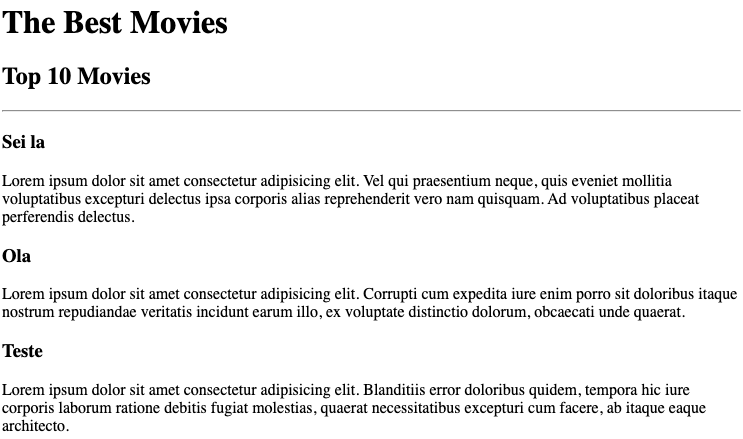 The Best Movies
Top 10 Movies
Sei la
Lorem ipsum dolor sit amet consectetur adipisicing elit. Vel qui praesentium neque, quis eveniet mollitia
voluptatibus excepturi delectus ipsa corporis alias reprehenderit vero nam quisquam. Ad voluptatibus placeat
perferendis delectus.
Ola
Lorem ipsum dolor sit amet consectetur adipisicing elit. Corrupti cum expedita iure enim porro sit doloribus itaque
nostrum repudiandae veritatis incidunt earum illo, ex voluptate distinctio dolorum, obcaecati unde quaerat.
Teste
Lorem ipsum dolor sit amet consectetur adipisicing elit. Blanditiis error doloribus quidem, tempora hic iure
corporis laborum ratione debitis fugiat molestias, quaerat necessitatibus excepturi cum facere, ab itaque eaque
architecto.